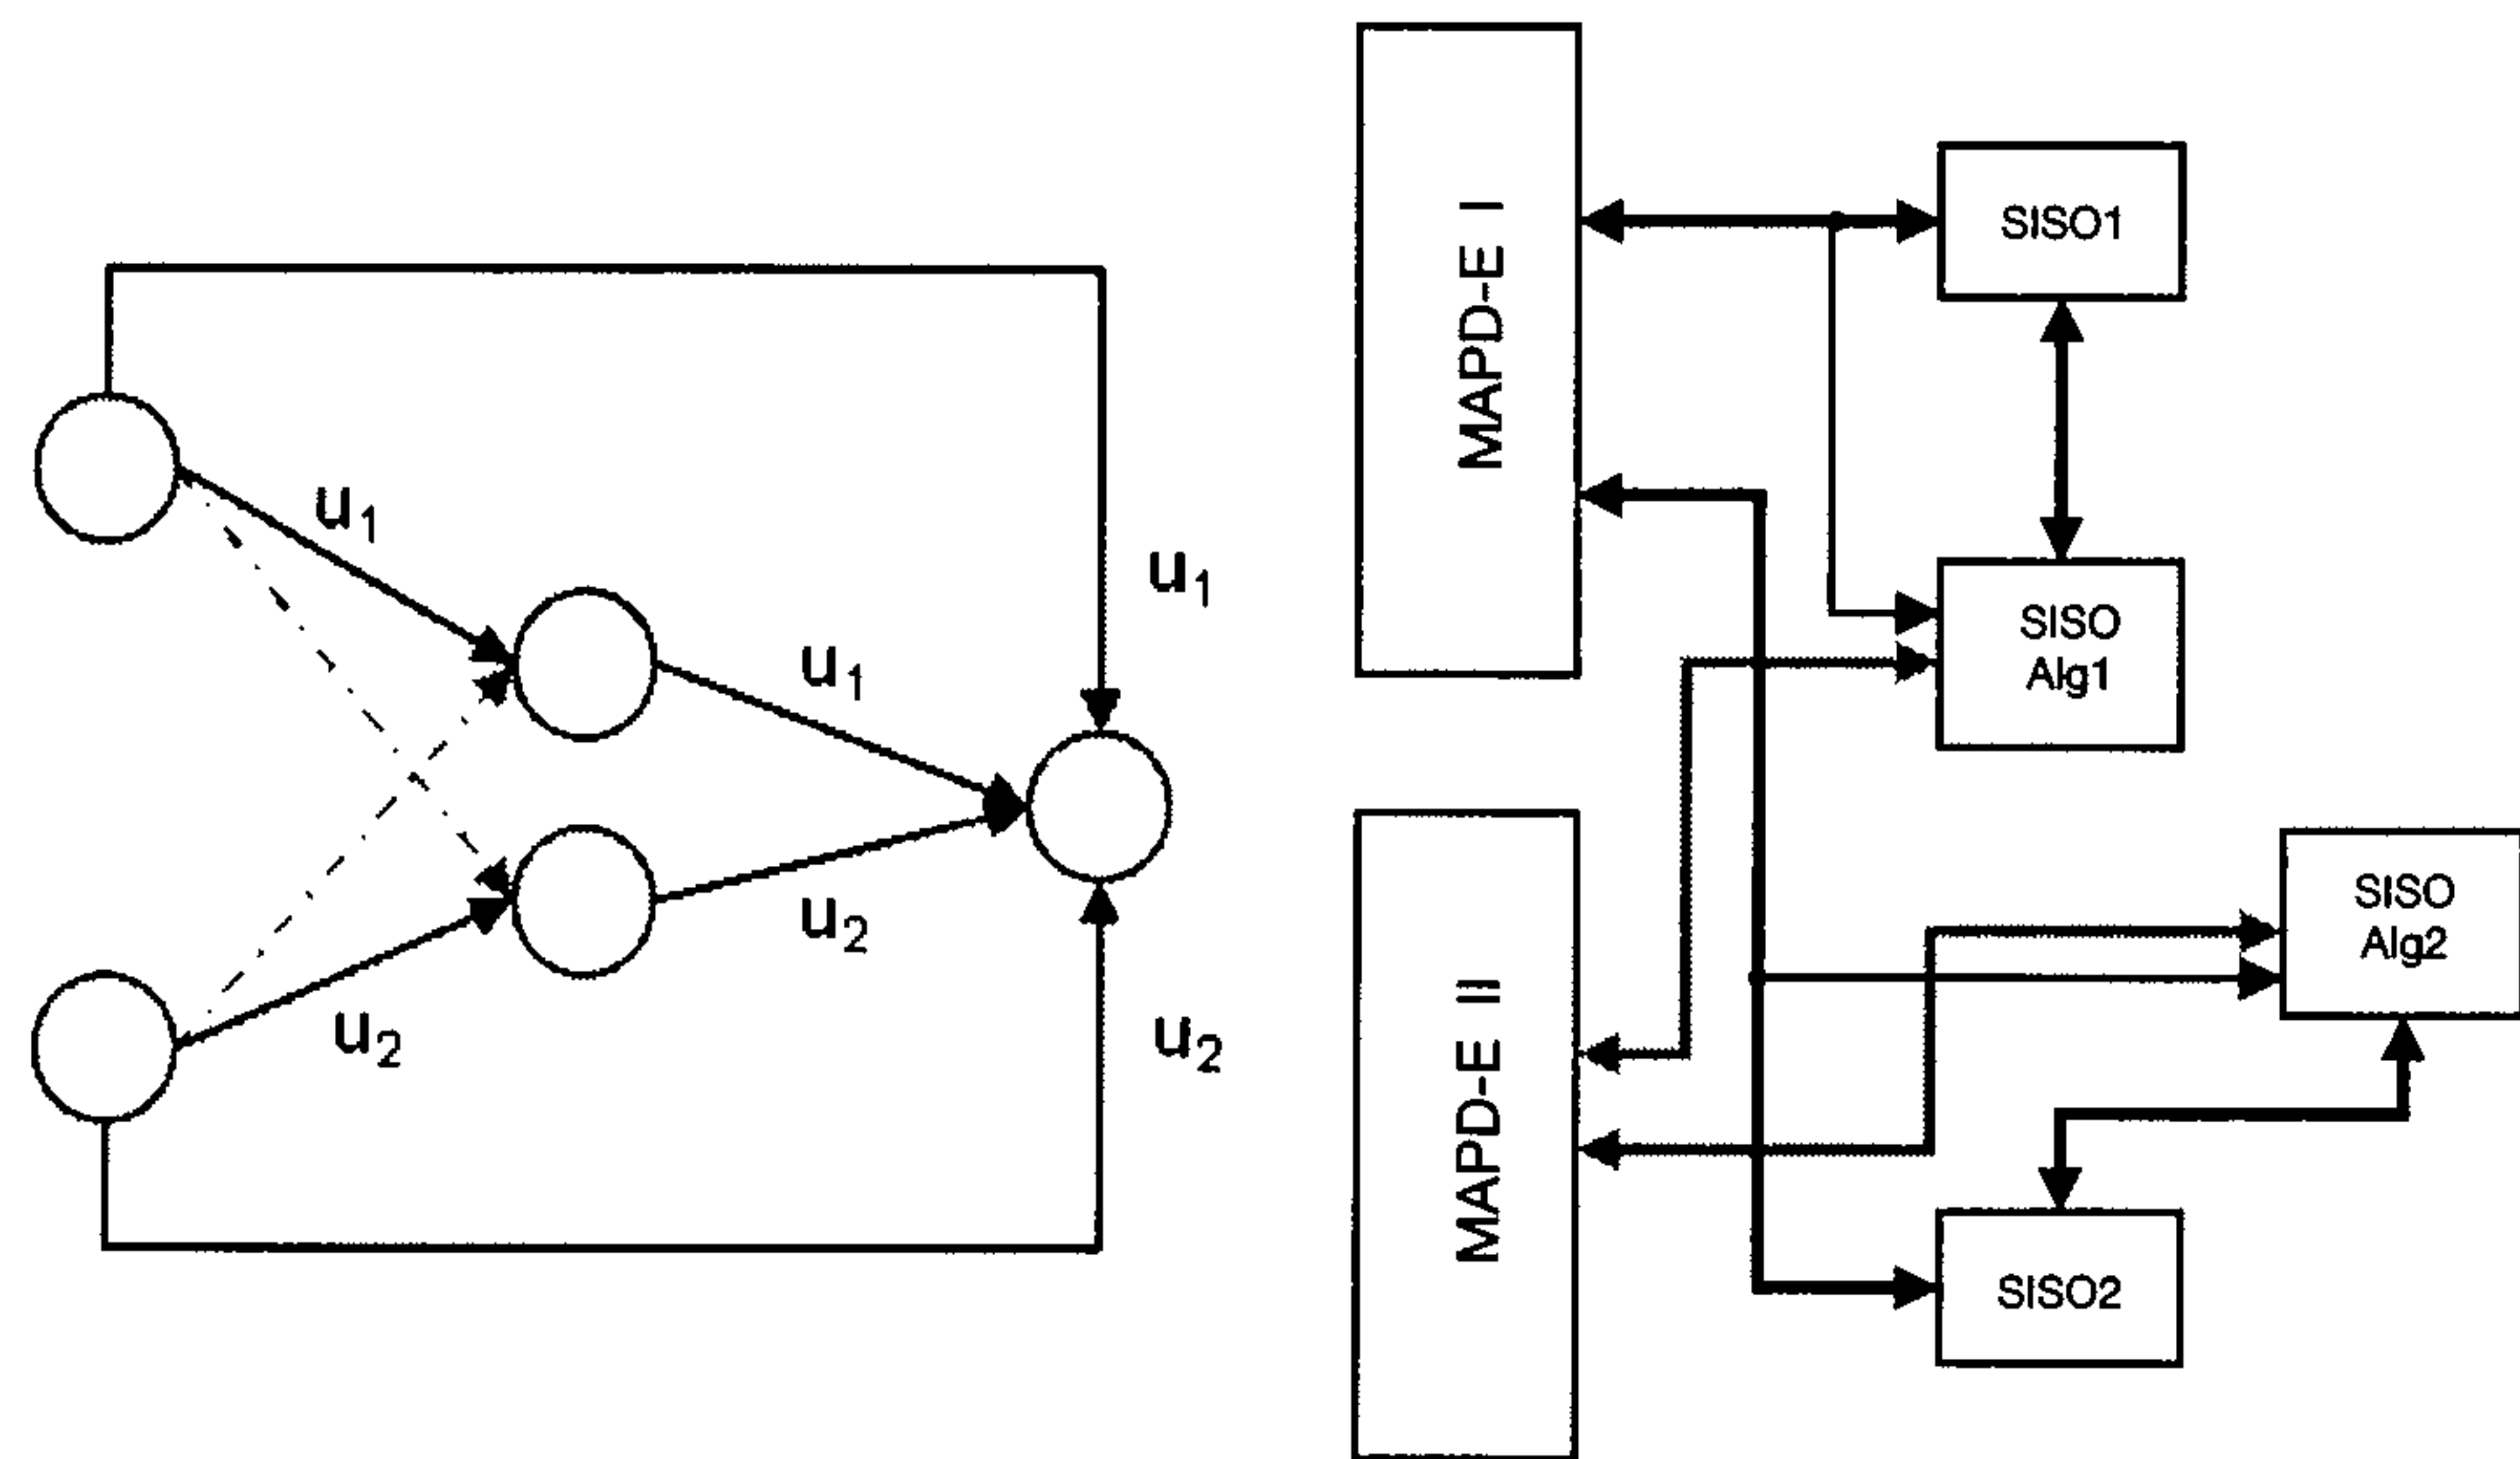 u1
u1
u1
u2
u2
u2
MAPD-E I
SISO1
SISO
Alg1
MAPD-E II
SISO
Alg2
SISO2